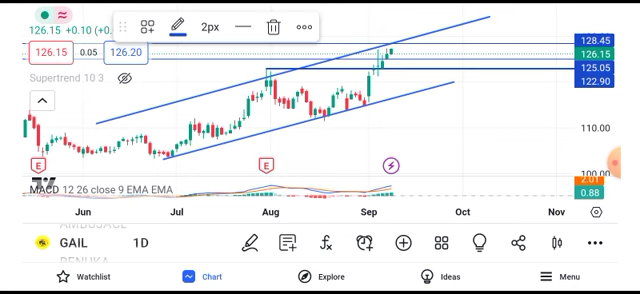 2px
128.45
126.15 +0.10 (+0.
126.15 0.05 126.20
126.15
125.05
122.90
Supertrend 10 3
110.00
100.00
E E
2.01
MACD 12 26 close 9 EMA EMA
0.88
Jun Jul Aug Sep Oct Nov
GAIL 1D
Watchlist Chart Explore Ideas Menu